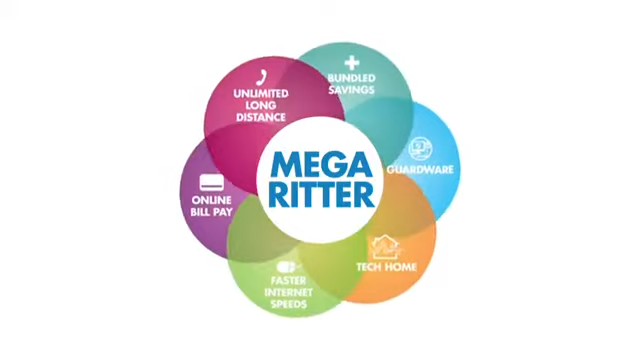 MEGA
RITTER
UNLIMITED
LONG
DISTANCE
BUNDLED
SAVINGS
GUARDWARE
TECH HOME
FASTER
INTERNET
SPEEDS
ONLINE
BILL PAY